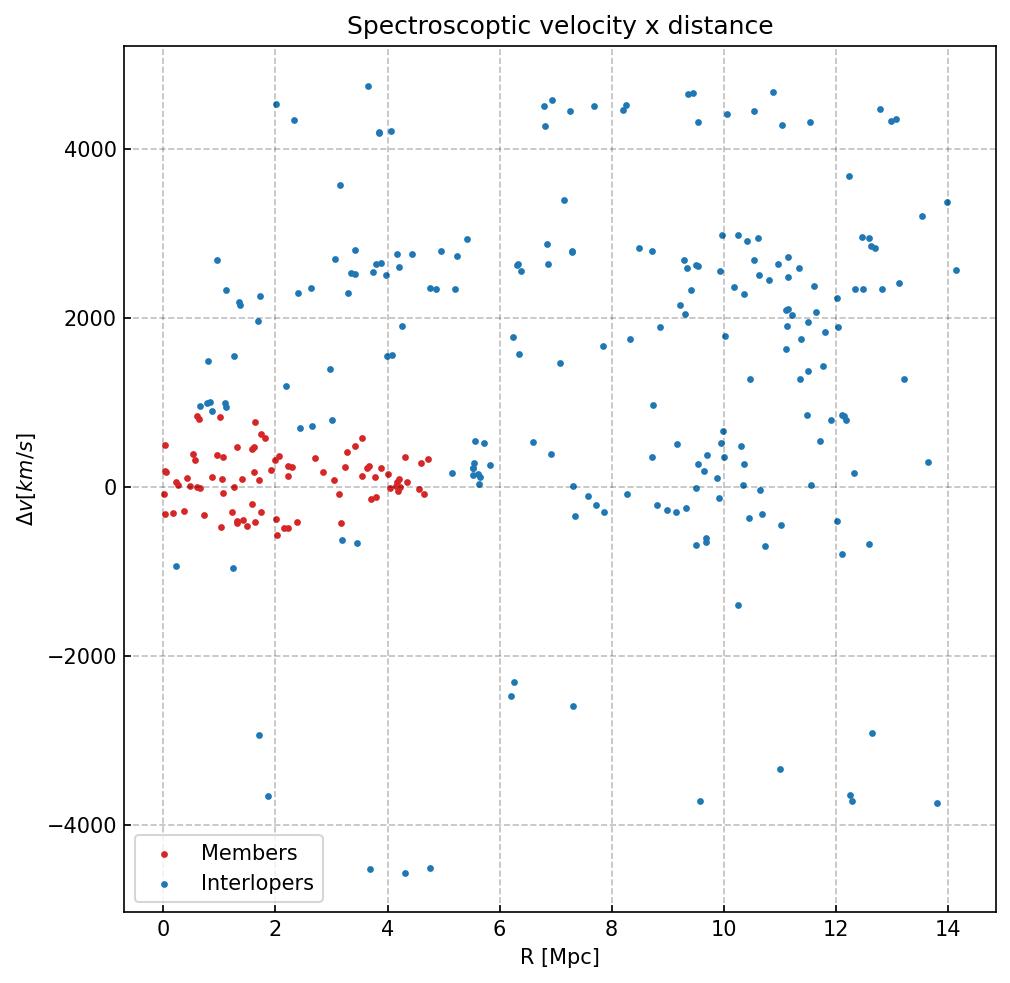 Spectroscoptic velocity x distance
Δv[km/s]
4000
2000
0
−2000
−4000
Members
Interlopers
0 2 4 6 8 10 12 14
R [Mpc]